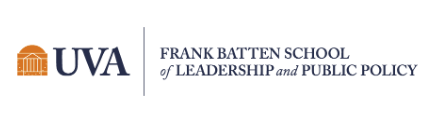 UVA
FRANK BATTEN SCHOOL
of LEADERSHIP and PUBLIC POLICY